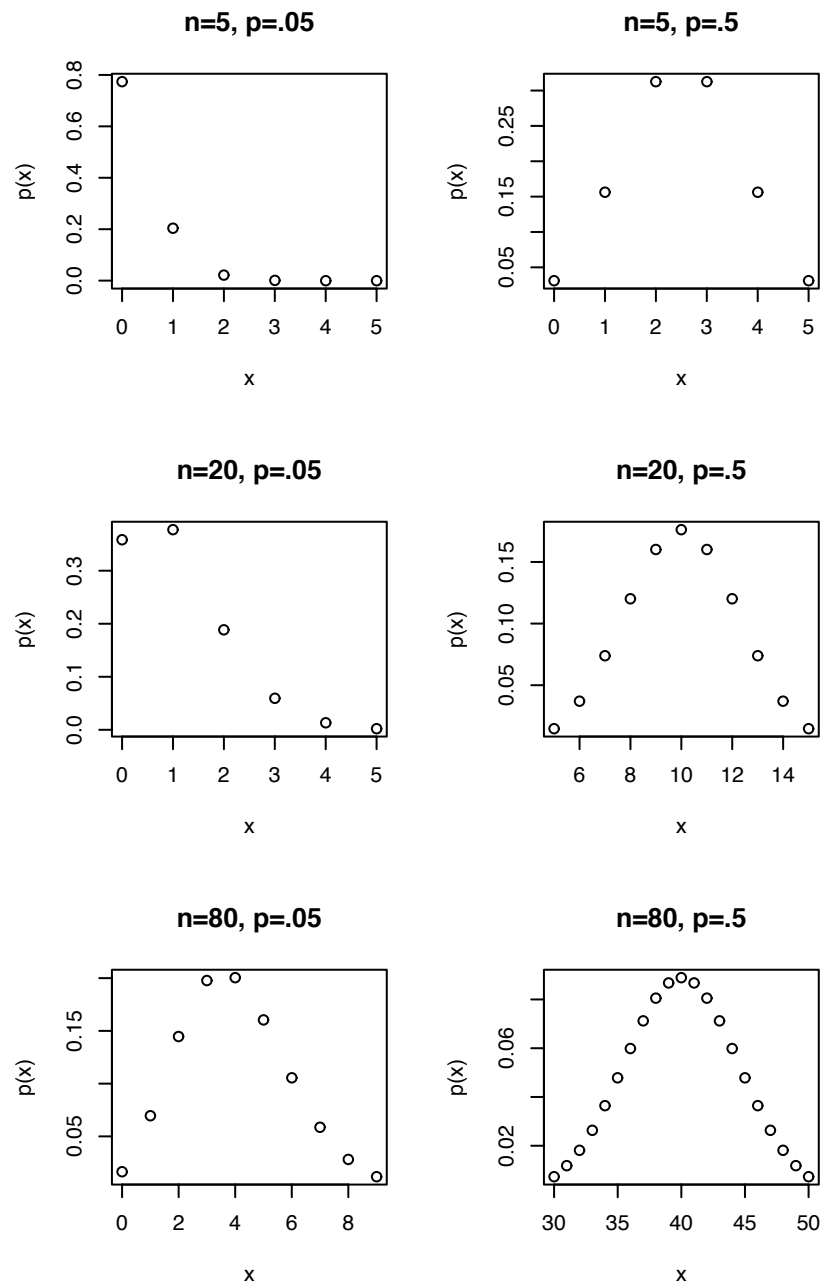 n=5, p=.05
p(x)
0.8
0.6
0.4
0.2
0.0
0 1 2 3 4 5
x
n=5, p=.5
p(x)
0.25
0.15
0.05
0 1 2 3 4 5
x
n=20, p=.05
p(x)
0.3
0.2
0.1
0.0
0 1 2 3 4 5
x
n=20, p=.5
p(x)
0.15
0.10
0.05
6 8 10 12 14
x
n=80, p=.05
p(x)
0.15
0.05
0 2 4 6 8
x
n=80, p=.5
p(x)
0.06
0.02
30 35 40 45 50
x